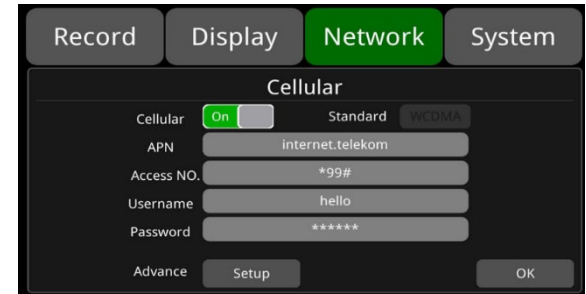 Record Display Network System
Cellular
Cellular On Standard WCDMA
APN internet.telekom
Access NO. *99#
Username hello
Password ******
Advance Setup OK